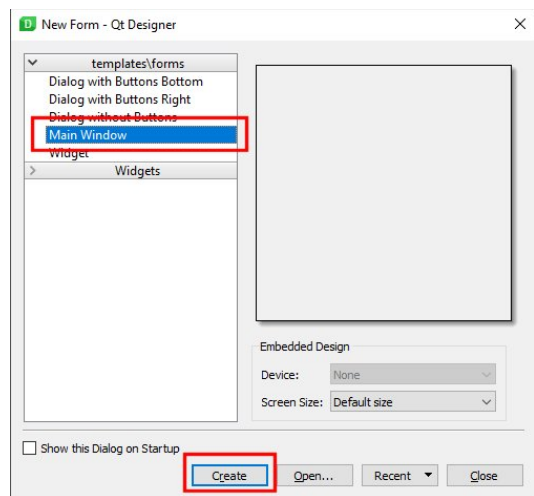 New Form - Qt Designer
templates\forms
Dialog with Buttons Bottom
Dialog with Buttons Right
Dialog without Buttons
Main Window
Widget
Widgets
Embedded Design
Device: None
Screen Size: Default size
Show this Dialog on Startup
Create Open... Recent Close